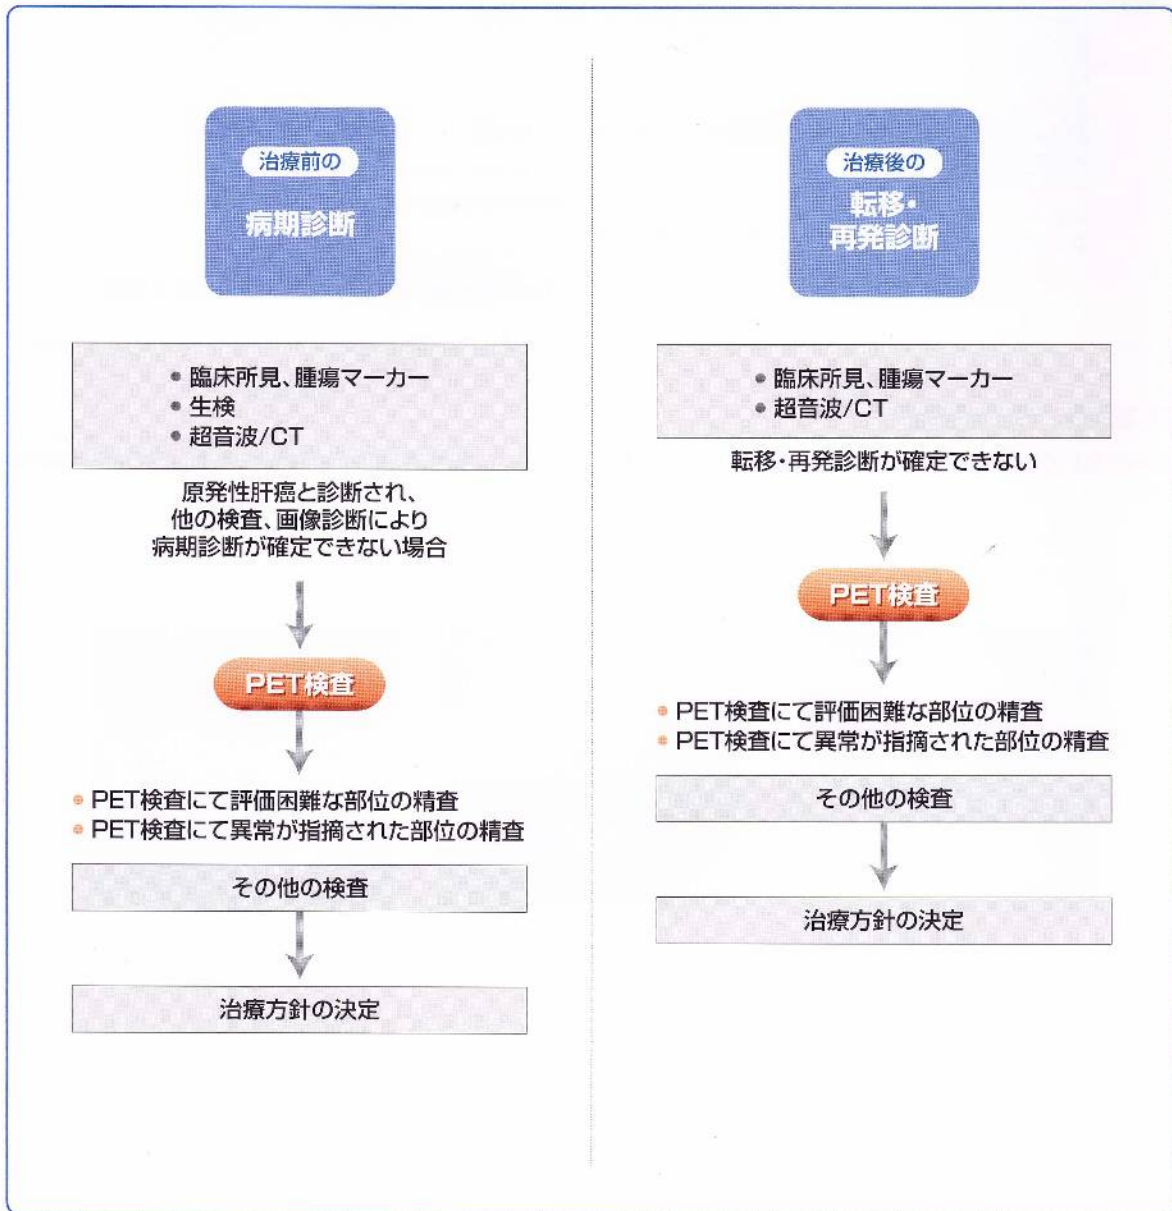 治療前の
病期診断
• 臨床所見、腫瘍マーカー
• 生検
• 超音波/CT
原発性肝癌と診断され、
他の検査、画像診断により
病期診断が確定できない場合
PET検査
• PET検査にて評価困難な部位の精査
• PET検査にて異常が指摘された部位の精査
その他の検査
治療方針の決定
治療後の
転移・
再発診断
• 臨床所見、腫瘍マーカー
• 超音波/CT
転移・再発診断が確定できない
PET検査
• PET検査にて評価困難な部位の精査
• PET検査にて異常が指摘された部位の精査
その他の検査
治療方針の決定